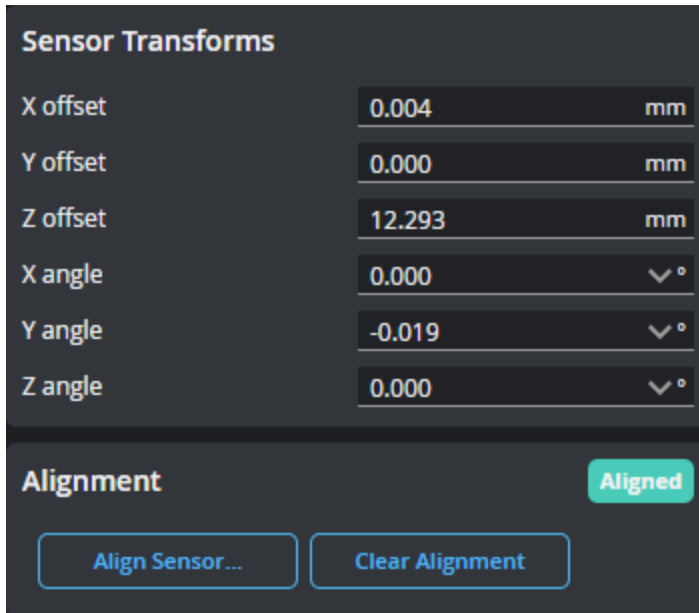 Sensor Transforms
X offset 0.004 mm
Y offset 0.000 mm
Z offset 12.293 mm
X angle 0.000 °
Y angle -0.019 °
Z angle 0.000 °
Alignment Aligned
Align Sensor... Clear Alignment